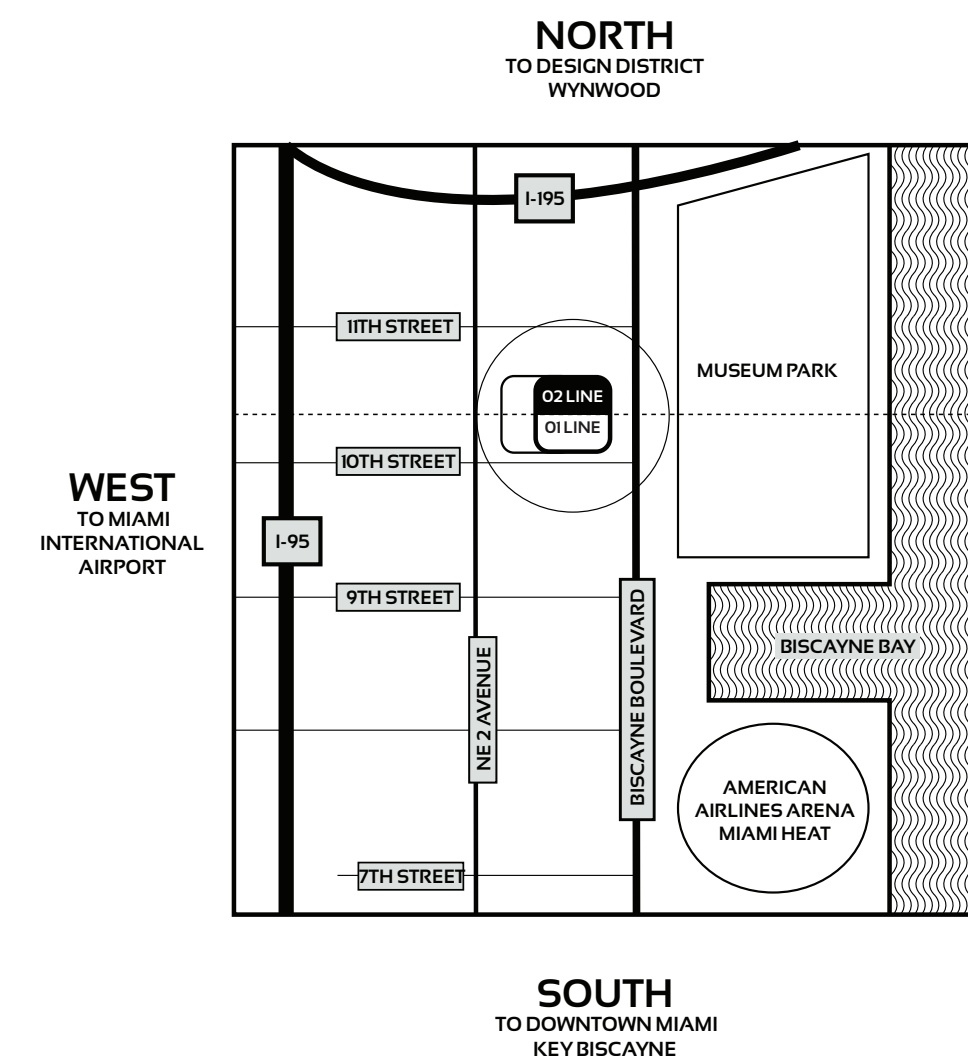 NORTH
TO DESIGN DISTRICT
WYNWOOD
I-195
11TH STREET
MUSEUM PARK
02 LINE
01 LINE
10TH STREET
WEST
TO MIAMI
INTERNATIONAL
AIRPORT
I-95
9TH STREET
BISCAYNE BOULEVARD
BISCAYNE BAY
NE 2 AVENUE
AMERICAN
AIRLINES ARENA
MIAMI HEAT
7TH STREET
SOUTH
TO DOWNTOWN MIAMI
KEY BISCAYNE